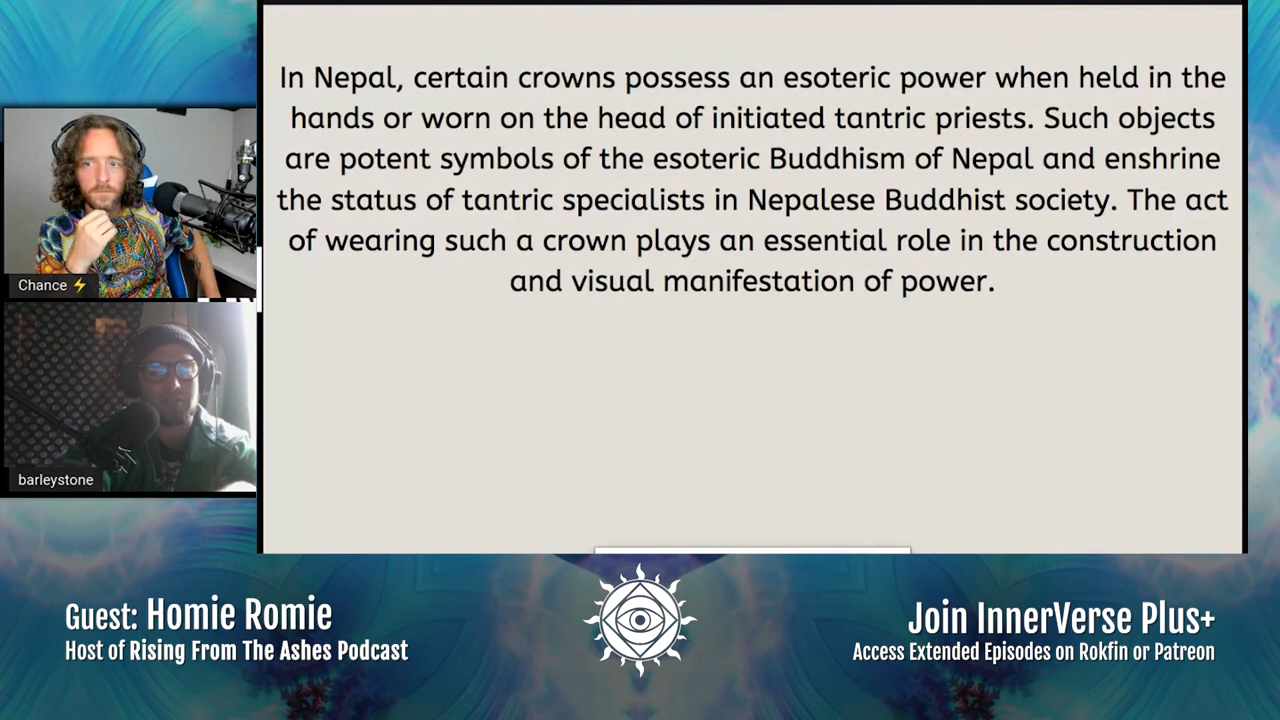 In Nepal, certain crowns possess an esoteric power when held in the
hands or worn on the head of initiated tantric priests. Such objects
are potent symbols of the esoteric Buddhism of Nepal and enshrine
the status of tantric specialists in Nepalese Buddhist society. The act
of wearing such a crown plays an essential role in the construction
and visual manifestation of power.
Chance ⚡
barleystone
Guest: Homie Romie
Host of Rising From The Ashes Podcast
Join InnerVerse Plus+
Access Extended Episodes on Rokfin or Patreon